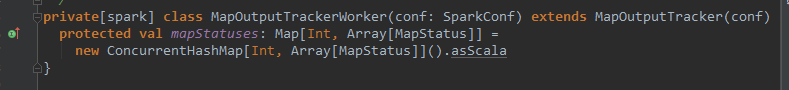 private[spark] class MapOutputTrackerWorker(conf: SparkConf) extends MapOutputTracker(conf)
protected val mapStatuses: Map[Int, Array[MapStatus]] =
new ConcurrentHashMap[Int, Array[MapStatus]]().asScala
}